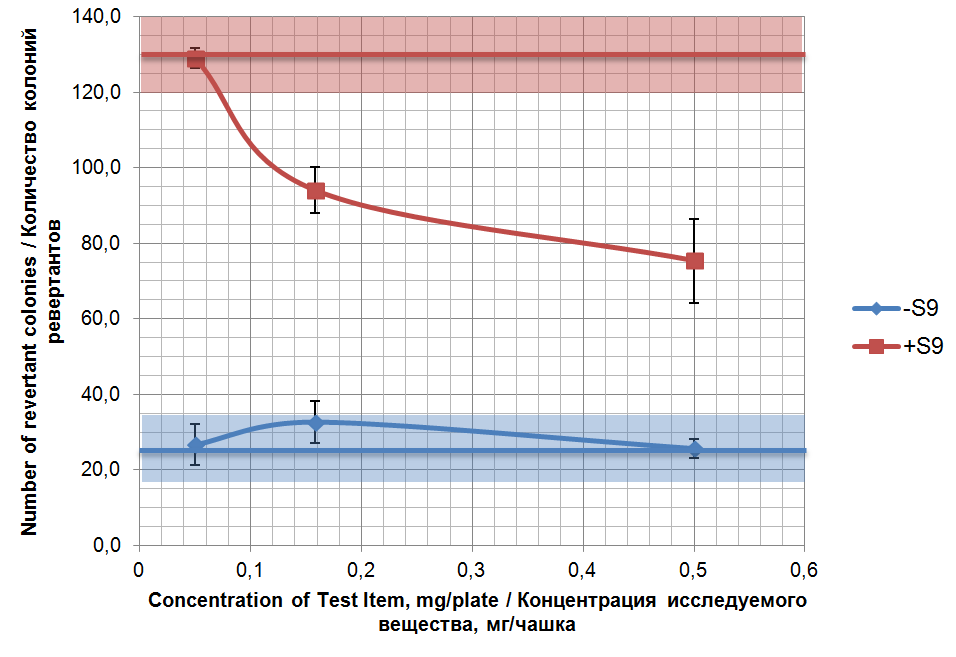 140,0
120,0
100,0
80,0
60,0
40,0
20,0
0,0
Number of revertant colonies / Количество колоний
ревертантов
0 0,1 0,2 0,3 0,4 0,5 0,6
Concentration of Test Item, mg/plate / Концентрация исследуемого
вещества, мг/чашка
-S9
+S9